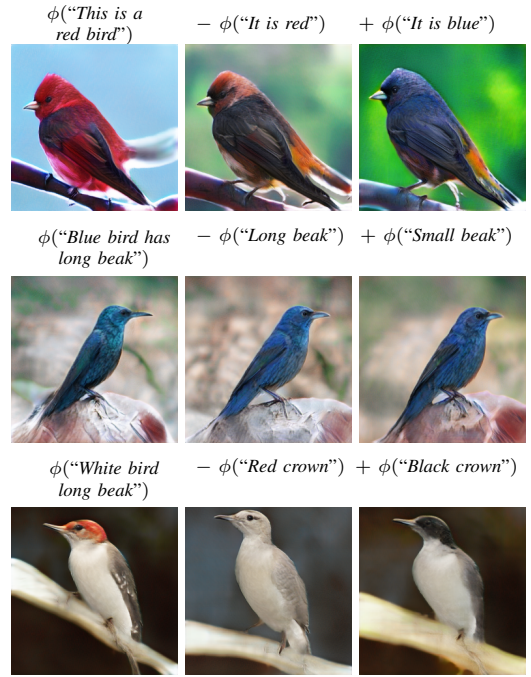 ϕ(“This is a − ϕ(“It is red”) + ϕ(“It is blue”)
red bird”)
ϕ(“Blue bird has − ϕ(“Long beak”) + ϕ(“Small beak”)
long beak”)
ϕ(“White bird − ϕ(“Red crown”) + ϕ(“Black crown”)
long beak”)